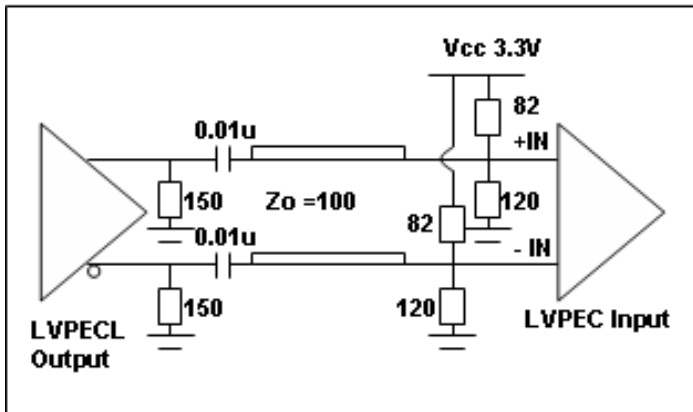 Vcc 3.3V
82
0.01u
+IN
150
Zo =100
120
82
0.01u
- IN
150
120
LVPECL
Output
LVPEC Input